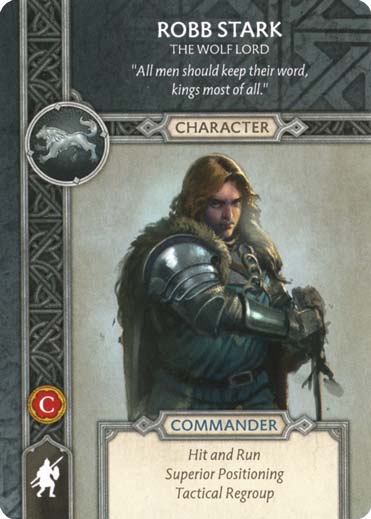 ROBB STARK
THE WOLF LORD
"All men should keep their word,
kings most of all."
CHARACTER
C
COMMANDER
Hit and Run
Superior Positioning
Tactical Regroup